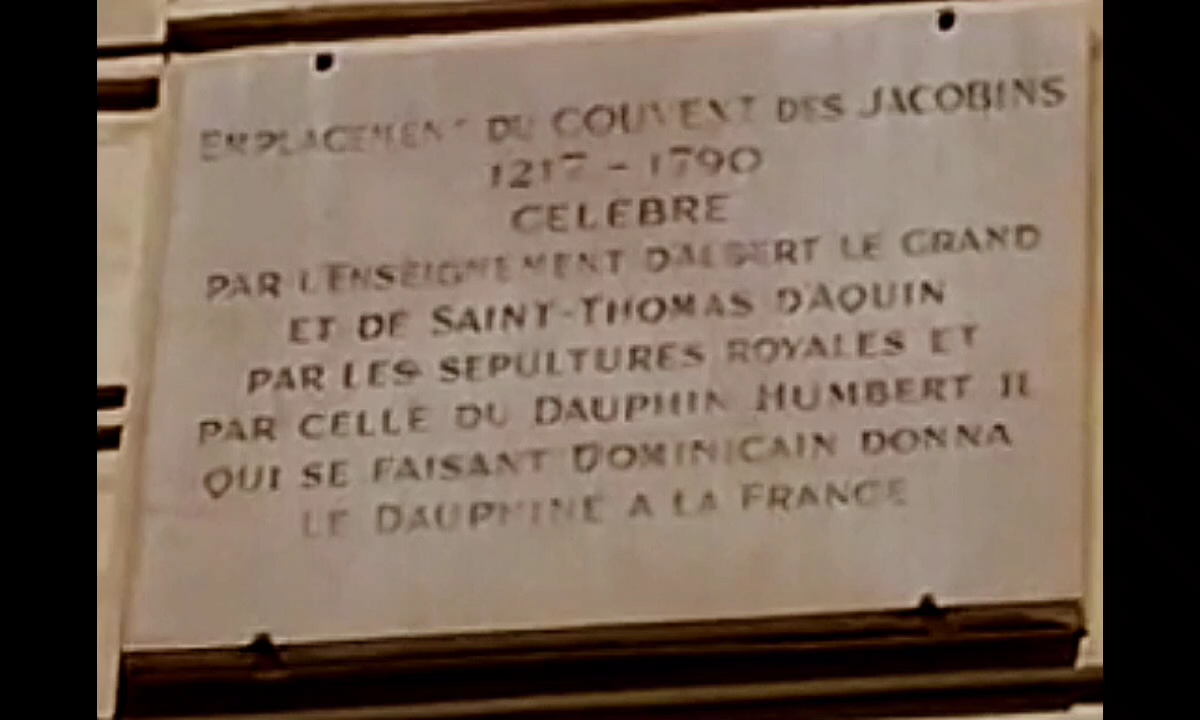 EMPLACEMENT DU COUVENT DES JACOBINS
1217 - 1790
CELEBRE
PAR L'ENSEIGNEMENT D'ALBERT LE GRAND
ET DE SAINT-THOMAS D'AQUIN
PAR LES SEPULTURES ROYALES ET
PAR CELLE DU DAUPHIN HUMBERT II
QUI SE FAISANT DOMINICAIN DONNA
LE DAUPHINE A LA FRANCE